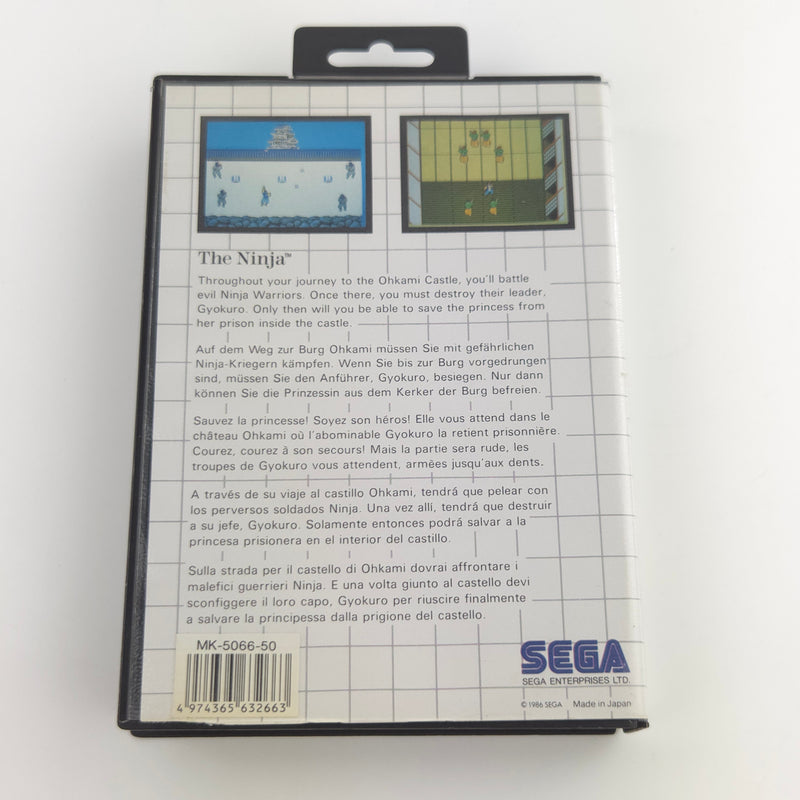 The Ninja™
Throughout your journey to the Ohkami Castle, you'll battle
evil Ninja Warriors. Once there, you must destroy their leader,
Gyokuro. Only then will you be able to save the princess from
her prison inside the castle.
Auf dem Weg zur Burg Ohkami müssen Sie mit gefährlichen
Ninja-Kriegern kämpfen. Wenn Sie bis zur Burg vorgedrungen
sind, müssen Sie den Anführer, Gyokuro, besiegen. Nur dann
können Sie die Prinzessin aus dem Kerker der Burg befreien.
Sauvez la princesse! Soyez son héros! Elle vous attend dans le
château Ohkami où l'abominable Gyokuro la retient prisonnière.
Courez, courez à son secours! Mais la partie sera rude, les
troupes de Gyokuro vous attendent, armées jusqu'aux dents.
A través de su viaje al castillo Ohkami, tendrá que pelear con
los perversos soldados Ninja. Una vez allí, tendrá que destruir
a su jefe, Gyokuro. Solamente entonces podrá salvar a la
princesa prisionera en el interior del castillo.
Sulla strada per il castello di Ohkami dovrai affrontare i
malefici guerrieri Ninja. E una volta giunto al castello devi
sconfiggere il loro capo, Gyokuro per riuscire finalmente
a salvare la principessa dalla prigione del castello.
MK-5066-50
4 974365 632663
SEGA
SEGA ENTERPRISES LTD.
© 1986 SEGA Made in Japan